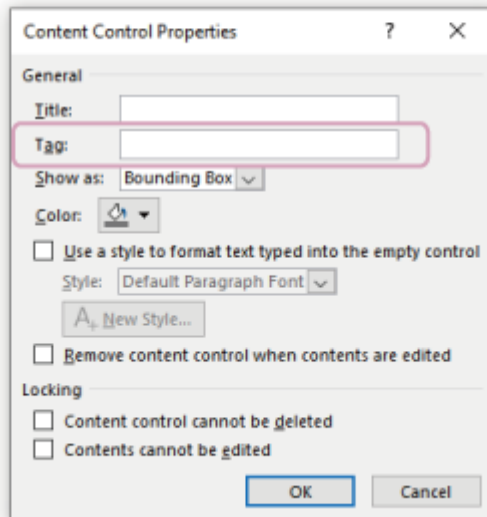 Content Control Properties ? ×
General
Title:
Tag:
Show as: Bounding Box
Color:
Use a style to format text typed into the empty control
Style: Default Paragraph Font
A+ New Style...
Remove content control when contents are edited
Locking
Content control cannot be deleted
Contents cannot be edited
OK Cancel